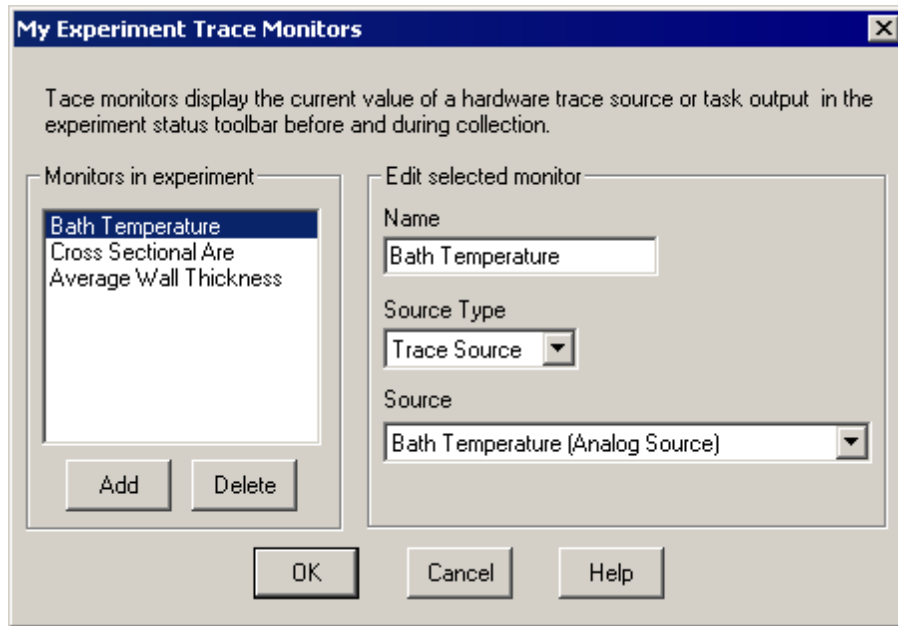 My Experiment Trace Monitors
Tace monitors display the current value of a hardware trace source or task output in the
experiment status toolbar before and during collection.
Monitors in experiment
Bath Temperature
Cross Sectional Are
Average Wall Thickness
Add
Delete
Edit selected monitor
Name
Bath Temperature
Source Type
Trace Source
Source
Bath Temperature (Analog Source)
OK
Cancel
Help